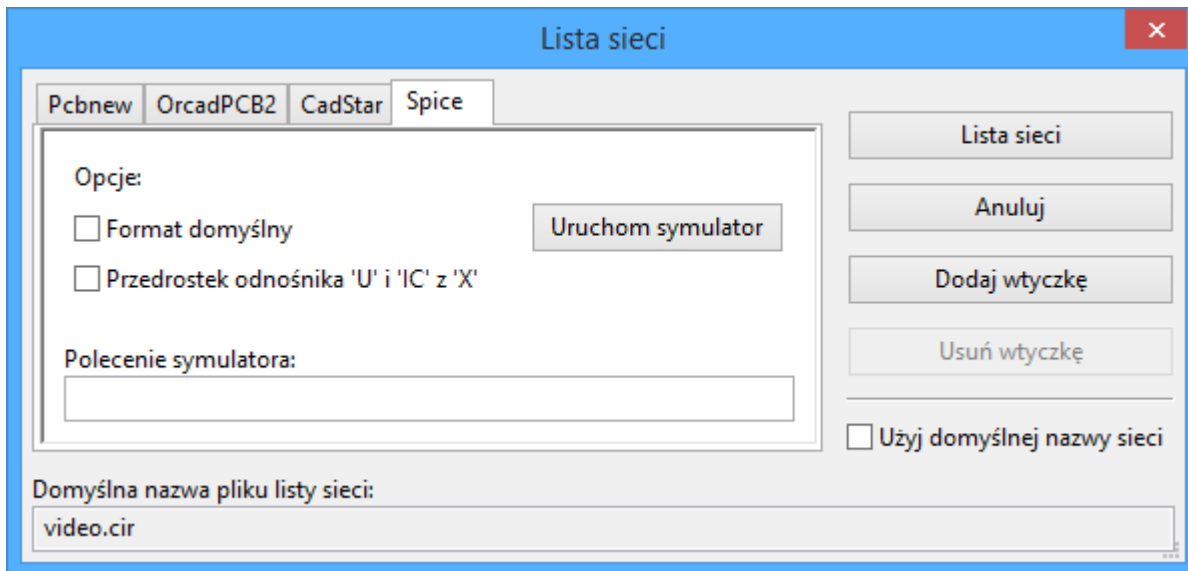 Lista sieci
Pcbnew OrcadPCB2 CadStar Spice
Lista sieci
Opcje:
Anuluj
Format domyślny
Uruchom symulator
Przedrostek odnośnika 'U' i 'IC' z 'X'
Dodaj wtyczkę
Polecenie symulatora:
Usuń wtyczkę
Użyj domyślnej nazwy sieci
Domyślna nazwa pliku listy sieci:
video.cir